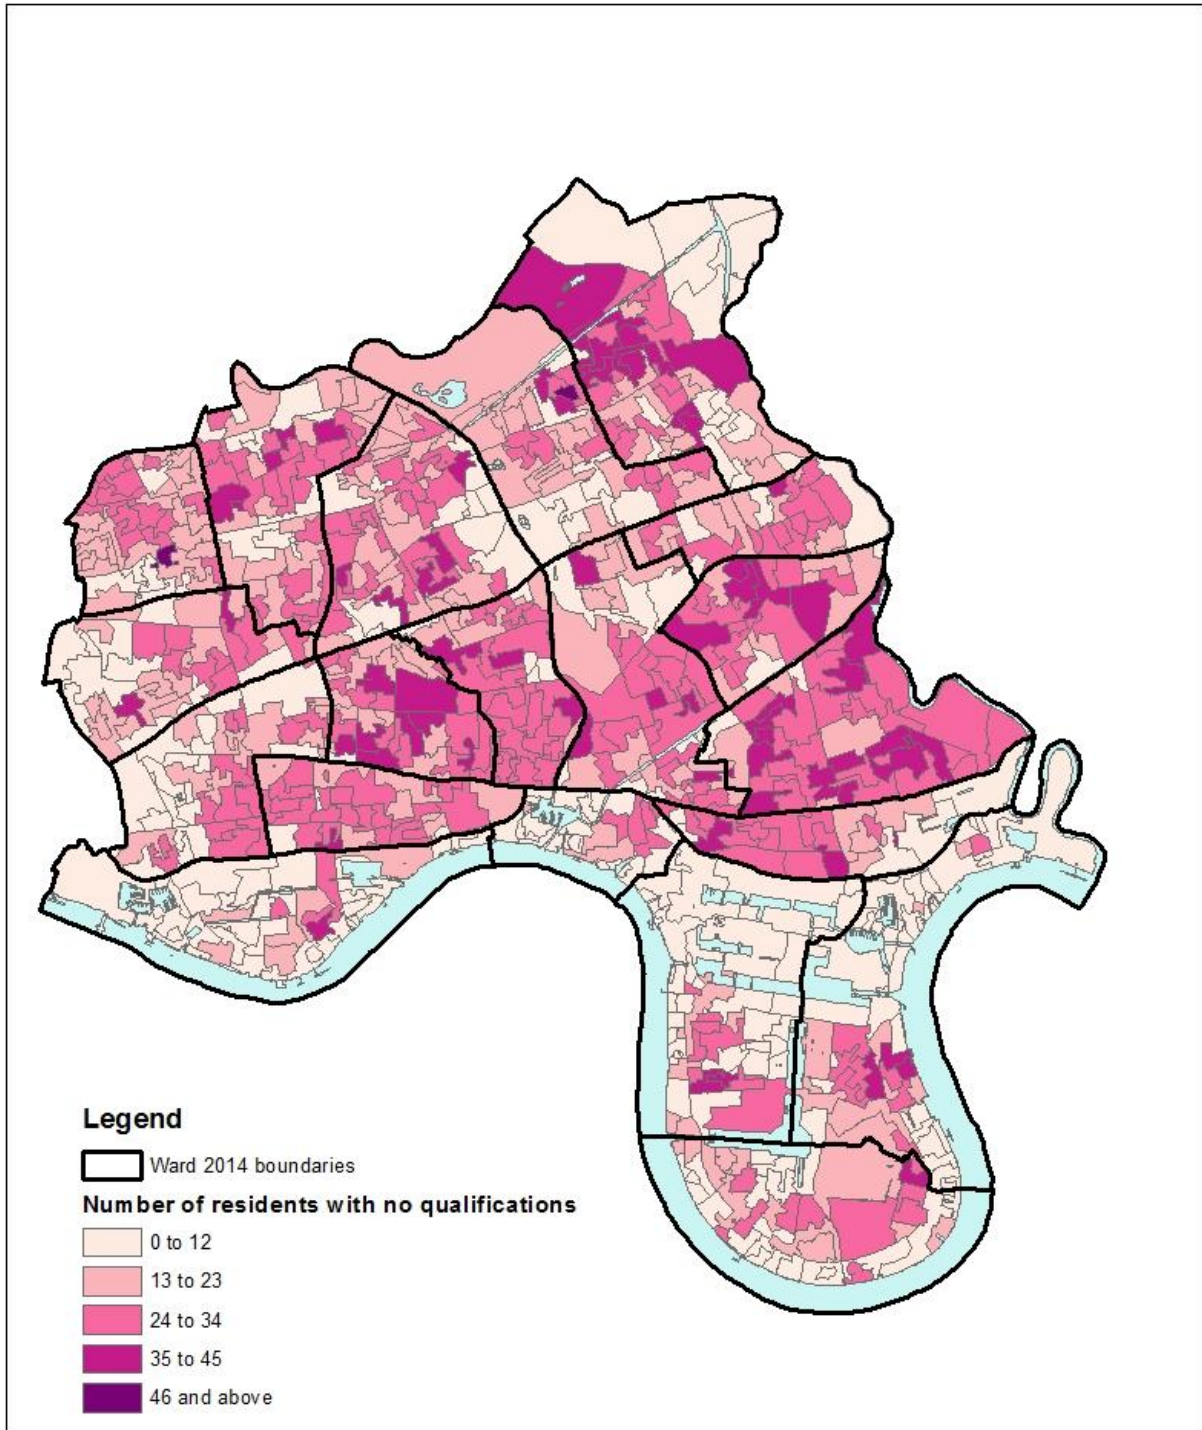 Legend
Ward 2014 boundaries
Number of residents with no qualifications
0 to 12
13 to 23
24 to 34
35 to 45
46 and above